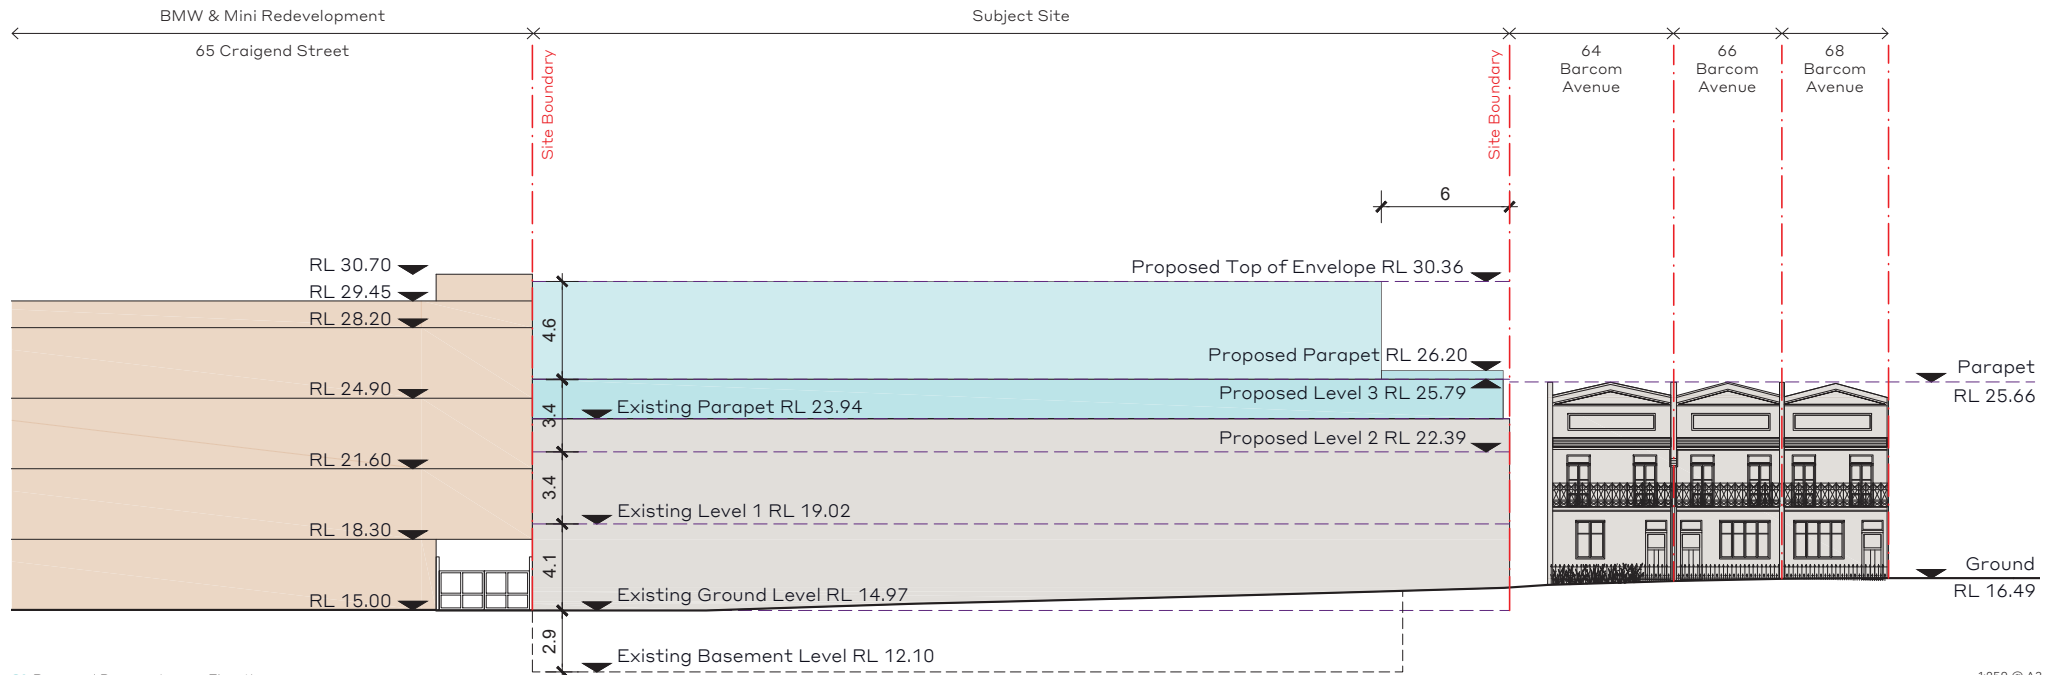 BMW & Mini Redevelopment
Subject Site
65 Craigend Street
64
Barcom
Avenue
66
Barcom
Avenue
68
Barcom
Avenue
Site Boundary
Site Boundary
6
RL 30.70
RL 29.45
RL 28.20
RL 24.90
RL 21.60
RL 18.30
RL 15.00
4.6
3.4
3.4
4.1
2.9
Proposed Top of Envelope RL 30.36
Proposed Parapet RL 26.20
Proposed Level 3 RL 25.79
Existing Parapet RL 23.94
Proposed Level 2 RL 22.39
Existing Level 1 RL 19.02
Existing Ground Level RL 14.97
Existing Basement Level RL 12.10
Parapet
RL 25.66
Ground
RL 16.49